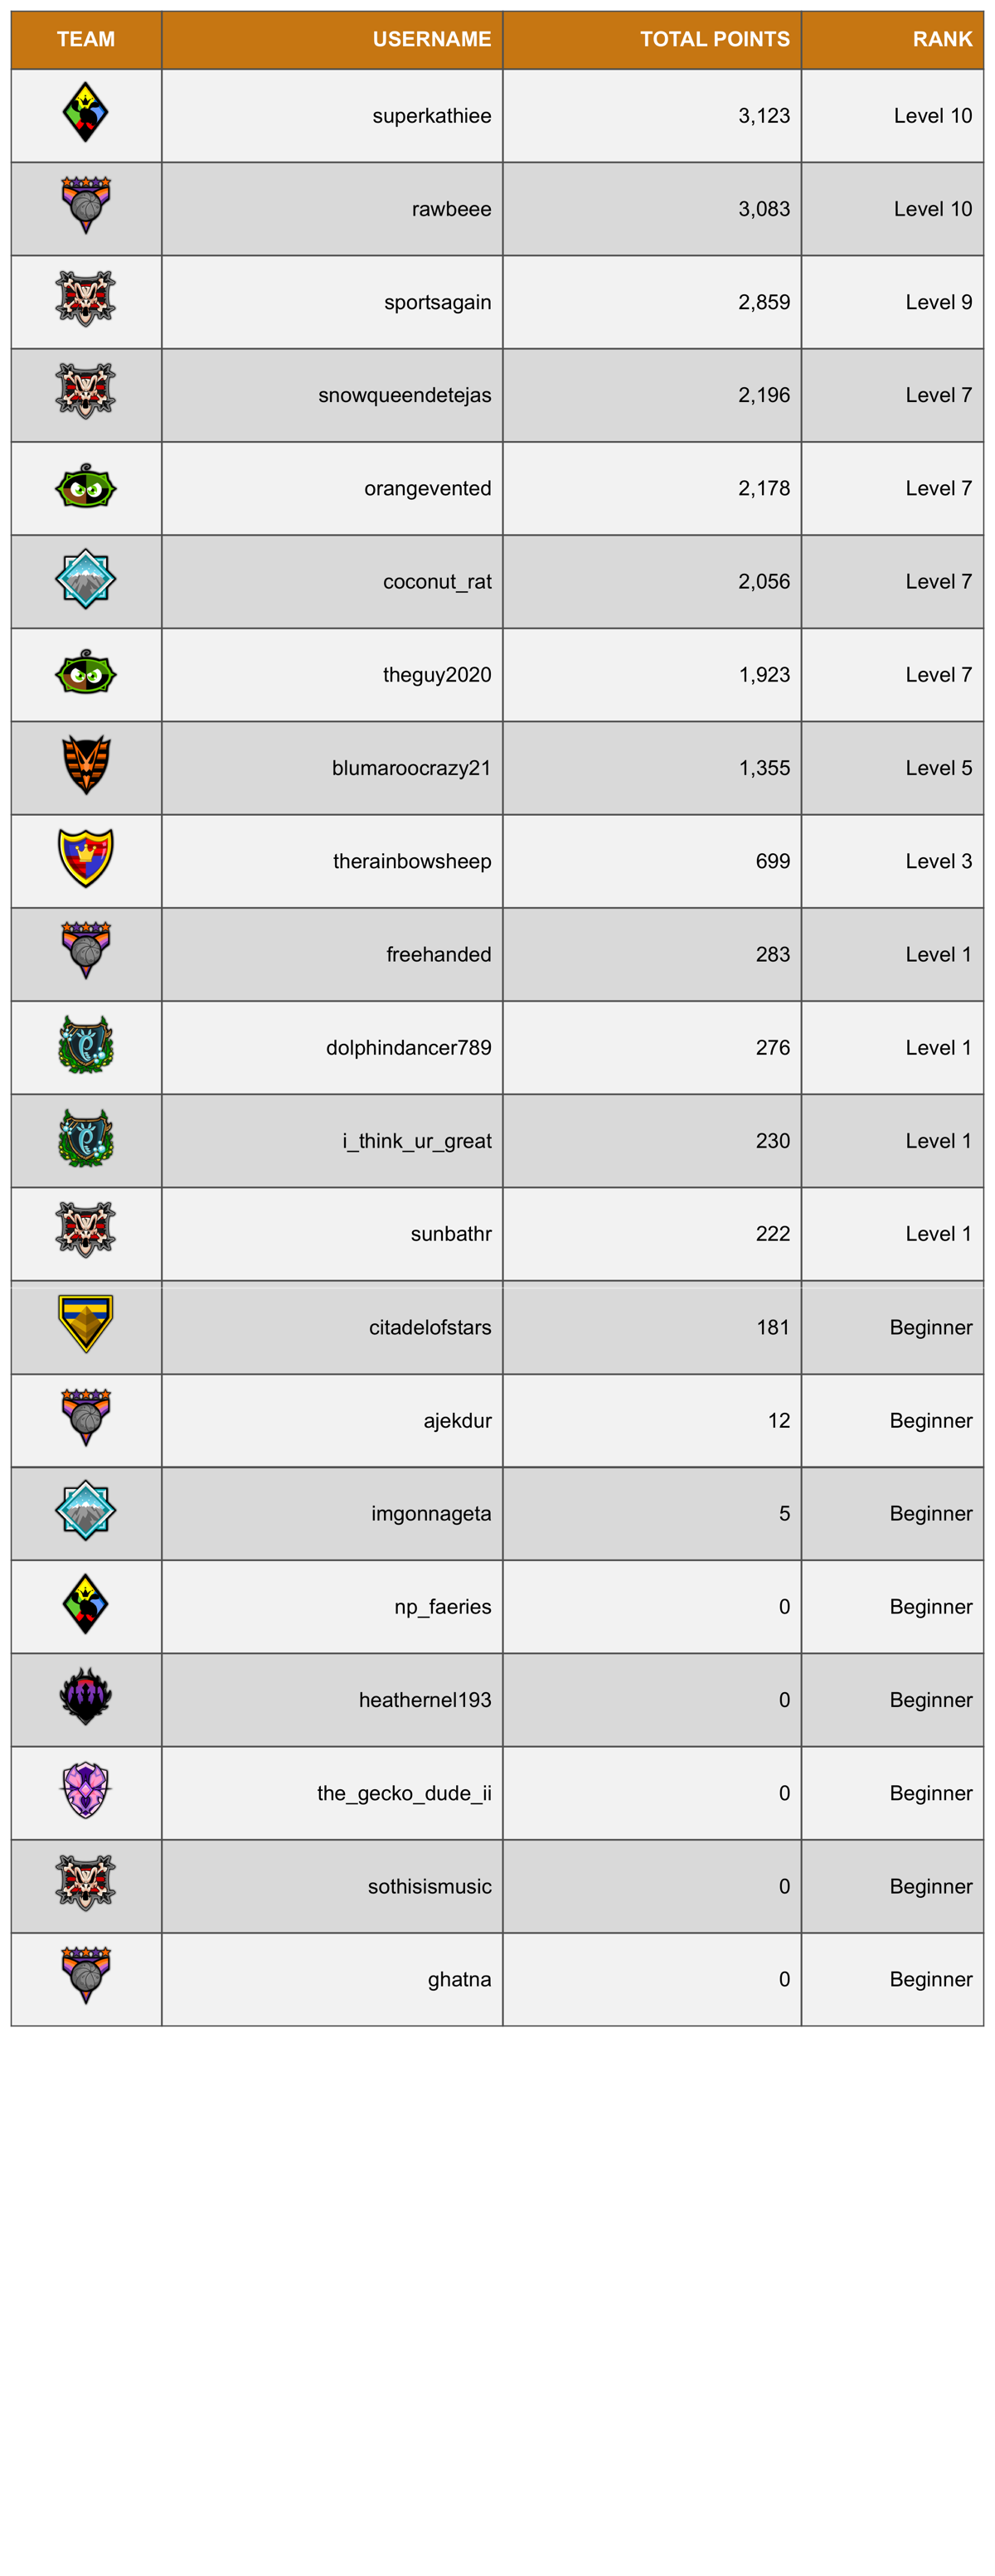 TEAM USERNAME TOTAL POINTS RANK
superkathiee 3,123 Level 10
rawbeee 3,083 Level 10
sportsagain 2,859 Level 9
snowqueendetejas 2,196 Level 7
orangevented 2,178 Level 7
coconut_rat 2,056 Level 7
theguy2020 1,923 Level 7
blumaroocrazy21 1,355 Level 5
therainbowsheep 699 Level 3
freehanded 283 Level 1
dolphindancer789 276 Level 1
i_think_ur_great 230 Level 1
sunbathr 222 Level 1
citadelofstars 181 Beginner
ajekdur 12 Beginner
imgonnageta 5 Beginner
np_faeries 0 Beginner
heathernel193 0 Beginner
the_gecko_dude_ii 0 Beginner
sothisismusic 0 Beginner
ghatna 0 Beginner